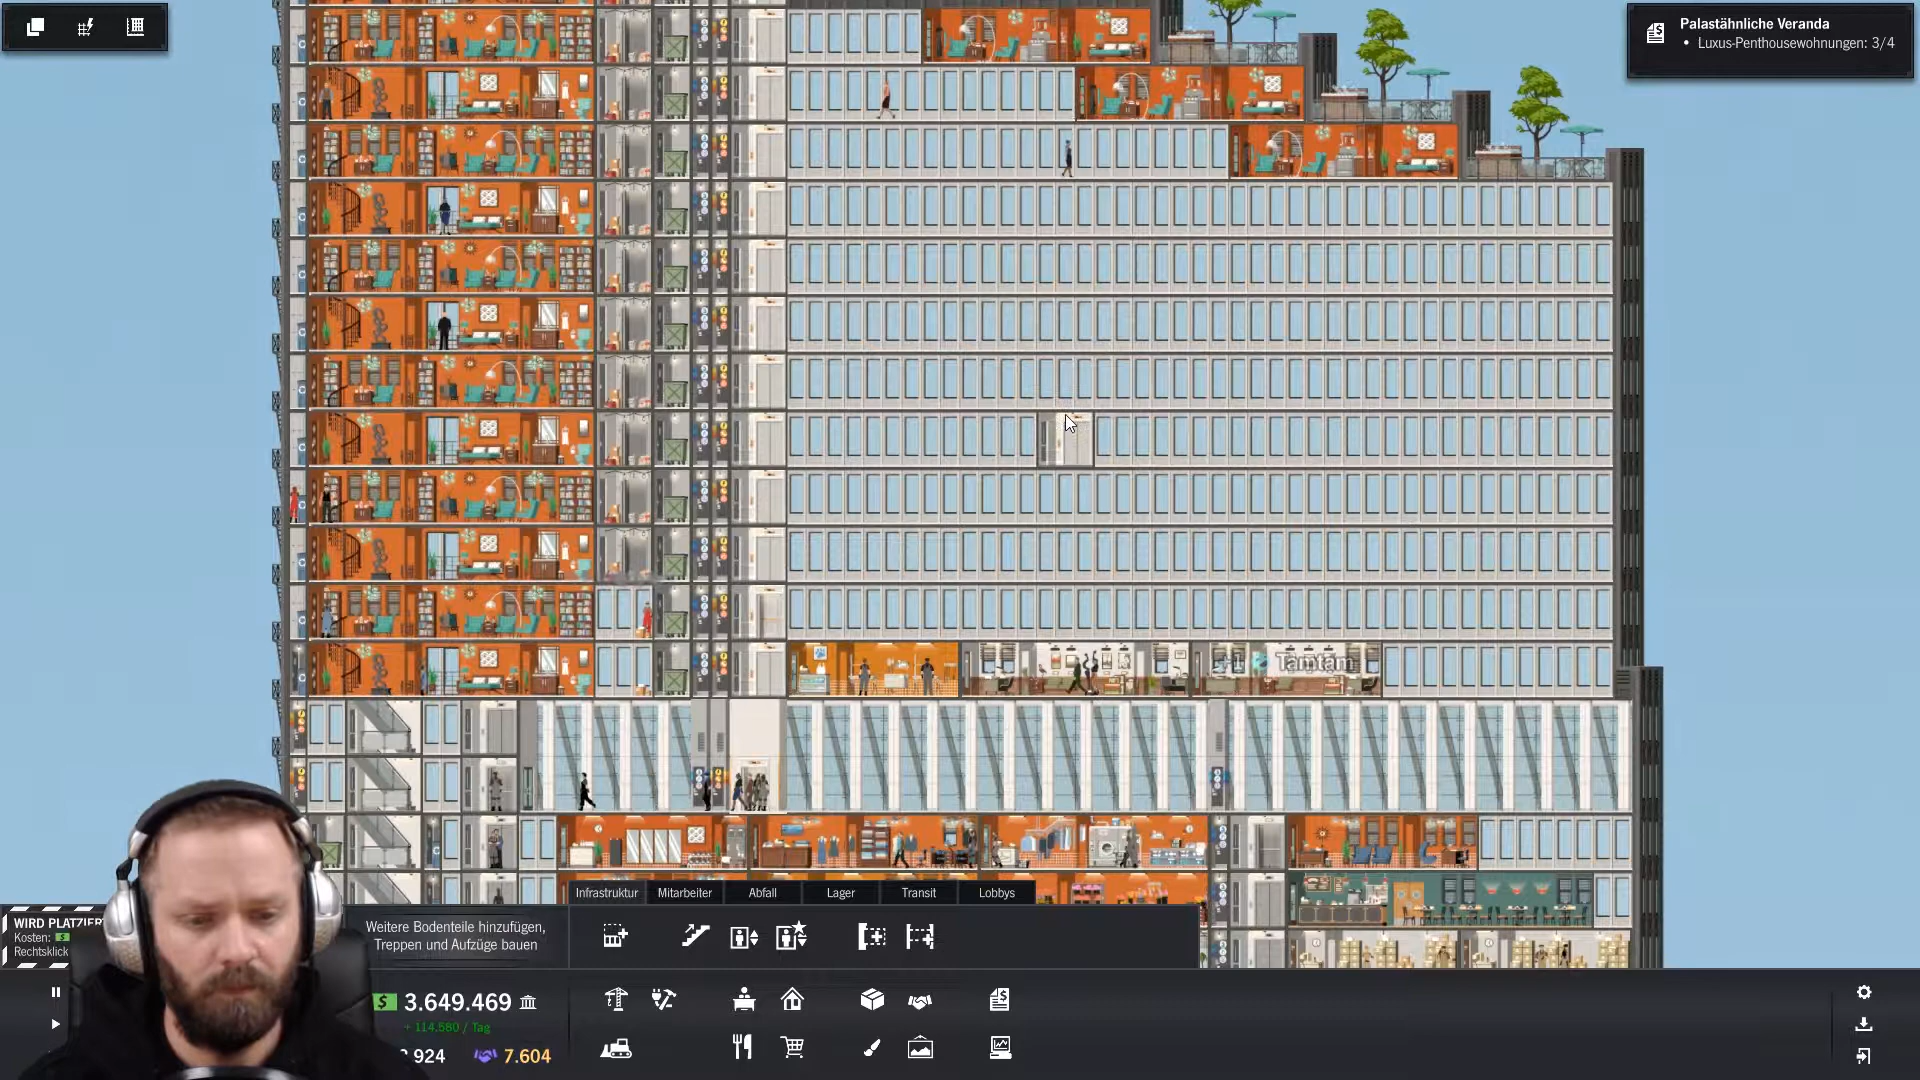 Palastähnliche Veranda
• Luxus-Penthousewohnungen: 3/4
+1 Tamtam
Infrastruktur Mitarbeiter Abfall Lager Transit Lobbys
WIRD PLATZIERT
Kosten:
Rechtsklick
Weitere Bodenteile hinzufügen,
Treppen und Aufzüge bauen
$ 3.649.469
+ 114.580 / Tag
924 7.604